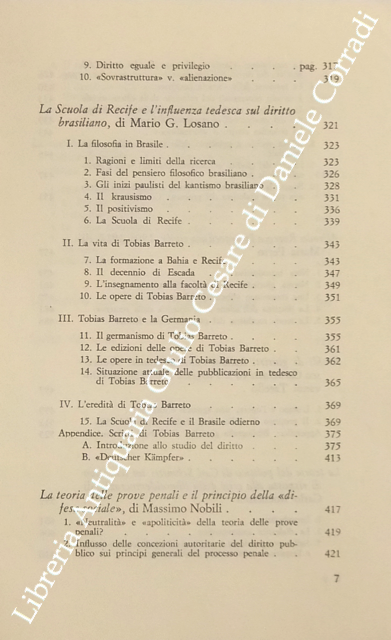 9. Diritto eguale e privilegio . . . . pag. 317
10. «Sovrastruttura» v. «alienazione» . . . 319
La Scuola di Recife e l'influenza tedesca sul diritto
brasiliano, di Mario G. Losano . . . . 321
I. La filosofia in Brasile . . . . . . 323
1. Ragioni e limiti della ricerca . . . . 323
2. Fasi del pensiero filosofico brasiliano . . . 326
3. Gli inizi paulisti del kantismo brasiliano . . 328
4. Il krausismo . . . . . . 331
5. Il positivismo . . . . . . 336
6. La Scuola di Recife . . . . . 339
II. La vita di Tobias Barreto . . . . . 343
7. La formazione a Bahia e Recife . . . 343
8. Il decennio di Escada . . . . . 347
9. L'insegnamento alla facoltà di Recife . . . 349
10. Le opere di Tobias Barreto . . . . 351
III. Tobias Barreto e la Germania . . . . 355
11. Il germanismo di Tobias Barreto . . . 355
12. Le edizioni delle opere di Tobias Barreto . . 361
13. Le opere in tedesco di Tobias Barreto . . . 362
14. Situazione attuale delle pubblicazioni in tedesco
di Tobias Barreto . . . . . 365
IV. L'eredità di Tobias Barreto . . . . 369
15. La Scuola di Recife e il Brasile odierno . . 369
Appendice. Scritti di Tobias Barreto . . . 375
A. Introduzione allo studio del diritto . . . 375
B. «Deutscher Kämpfer» . . . . . 413
La teoria delle prove penali e il principio della «di-
fesa sociale», di Massimo Nobili . . . . 417
1. «Neutralità» e «apoliticità» della teoria delle prove
penali? . . . . . . . 419
2. Influsso delle concezioni autoritarie del diritto pub-
blico sui principi generali del processo penale . . 421
7
Libreria Antiquaria Giulio Cesare di Daniele Corradi